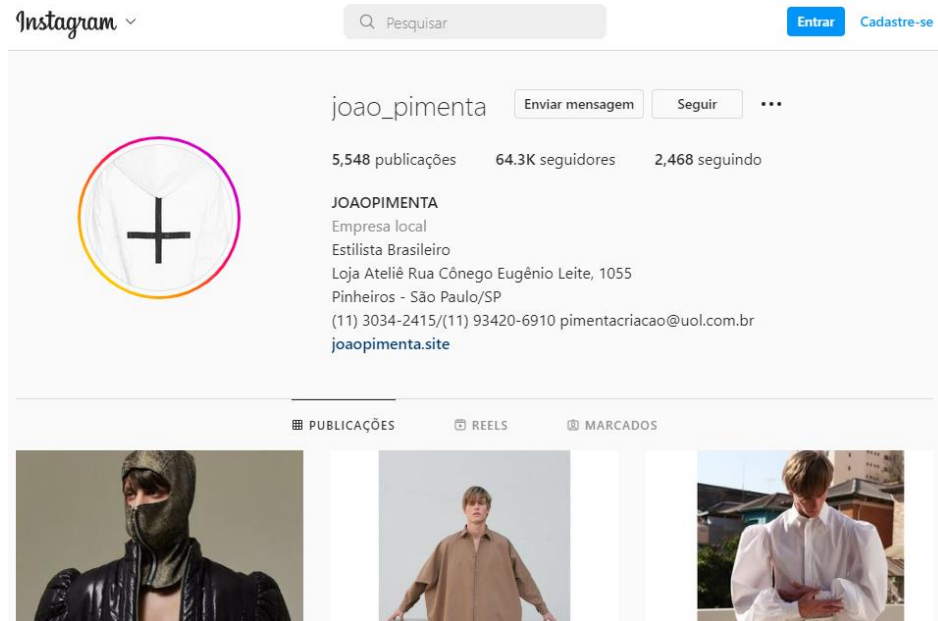 Instagram
Pesquisar
Entrar
Cadastre-se
joao_pimenta
Enviar mensagem
Seguir
5,548 publicações
64.3K seguidores
2,468 seguindo
JOAOPIMENTA
Empresa local
Estilista Brasileiro
Loja Ateliê Rua Cônego Eugênio Leite, 1055
Pinheiros - São Paulo/SP
(11) 3034-2415/(11) 93420-6910 pimentacriacao@uol.com.br
joaopimenta.site
PUBLICAÇÕES
REELS
MARCADOS